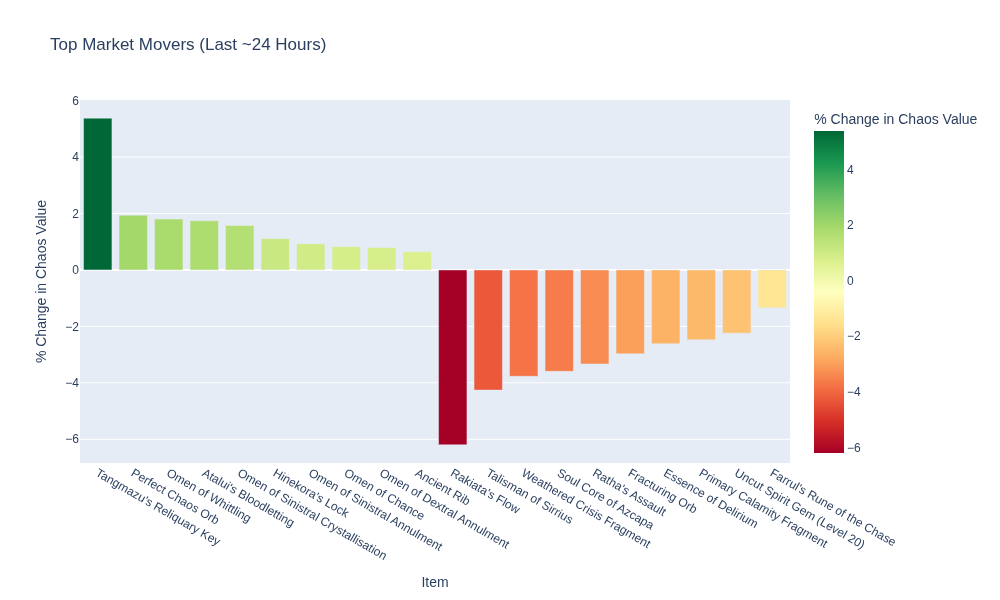 Top Market Movers (Last ~24 Hours)
% Change in Chaos Value
6
4
2
0
−2
−4
−6
Tangmazu's Reliquary Key
Perfect Chaos Orb
Omen of Whittling
Atalui's Bloodletting
Omen of Sinistral Crystallisation
Hinekora's Lock
Omen of Sinistral Annulment
Omen of Chance
Omen of Dextral Annulment
Ancient Rib
Rakiata's Flow
Talisman of Sirrius
Weathered Crisis Fragment
Soul Core of Azcapa
Ratha's Assault
Fracturing Orb
Essence of Delirium
Primary Calamity Fragment
Uncut Spirit Gem (Level 20)
Farrul's Rune of the Chase
Item
% Change in Chaos Value
4
2
0
−2
−4
−6